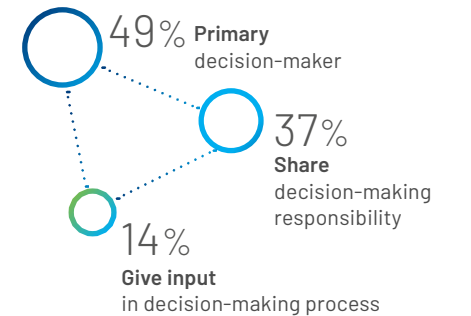 49% Primary
decision-maker
37%
Share
decision-making
responsibility
14%
Give input
in decision-making process